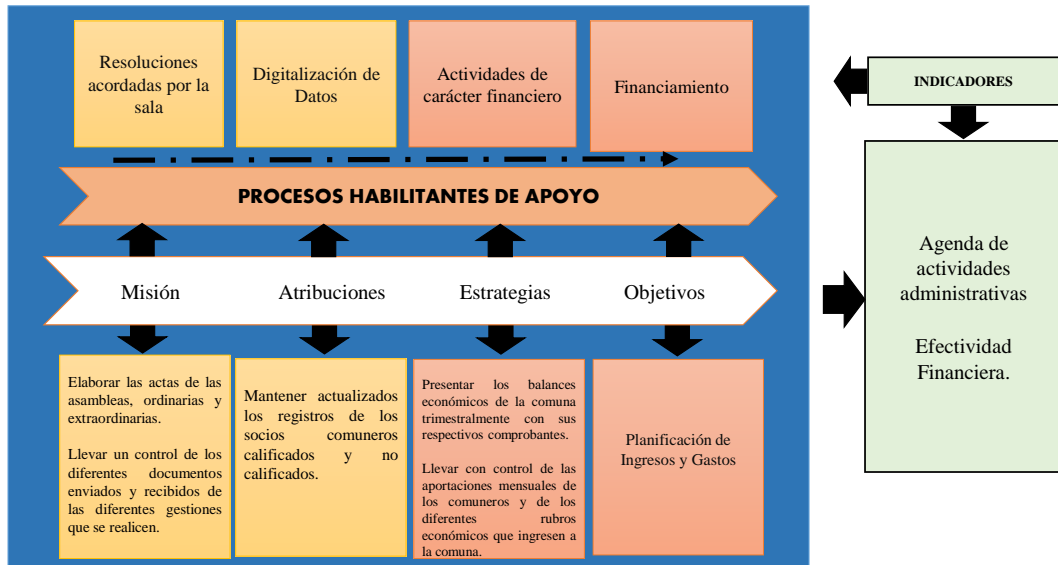 Resoluciones
acordadas por la
sala
Digitalización de
Datos
Actividades de
carácter financiero
Financiamiento
INDICADORES
PROCESOS HABILITANTES DE APOYO
Misión
Atribuciones
Estrategias
Objetivos
Agenda de
actividades
administrativas
Efectividad
Financiera.
Elaborar las actas de las
asambleas, ordinarias y
extraordinarias.
Llevar un control de los
diferentes documentos
enviados y recibidos de
las diferentes gestiones
que se realicen.
Mantener actualizados
los registros de los
socios comuneros
calificados y no
calificados.
Presentar los balances
económicos de la comuna
trimestralmente con sus
respectivos comprobantes.
Llevar con control de las
aportaciones mensuales de
los comuneros y de los
diferentes rubros
económicos que ingresen a
la comuna.
Planificación de
Ingresos y Gastos